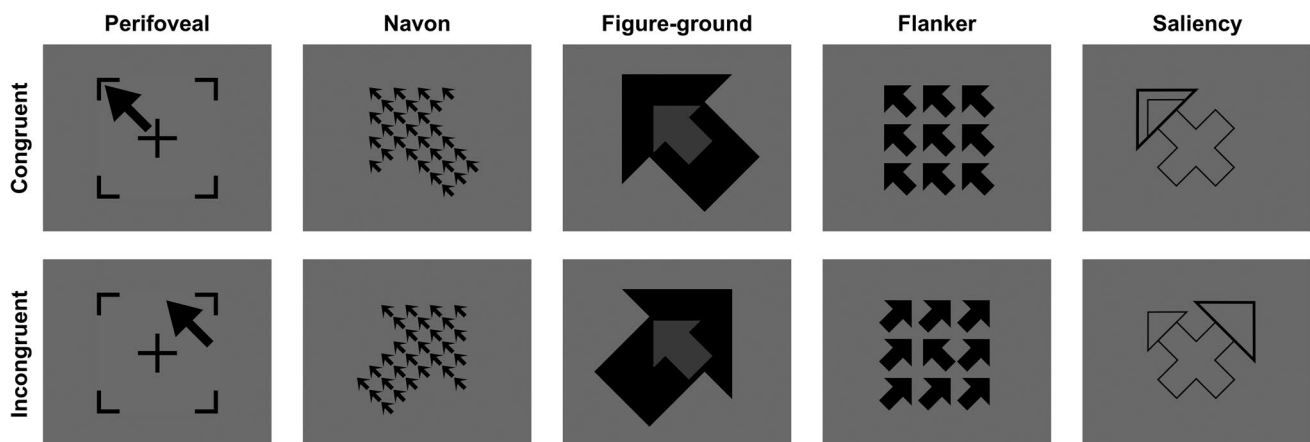 Perifoveal
Navon
Figure-ground
Flanker
Saliency
Congruent
Incongruent